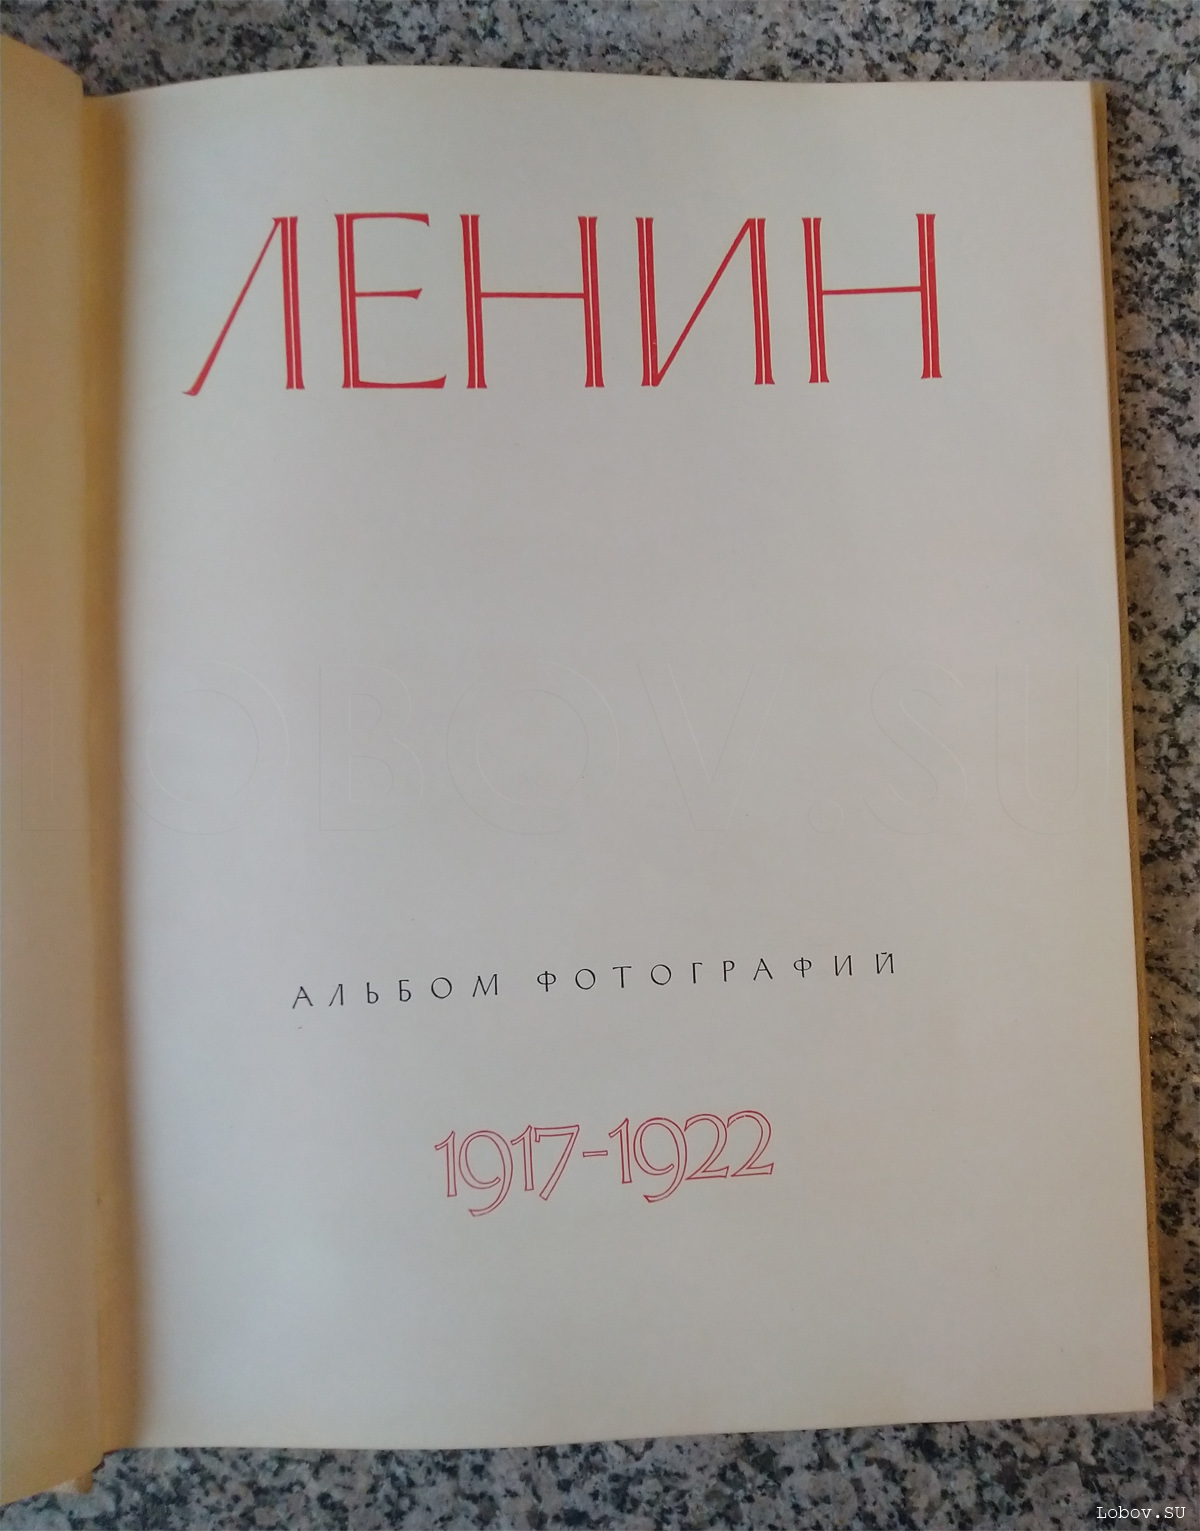 ЛЕНИН
LOBOV.SU
АЛЬБОМ ФОТОГРАФИЙ
1917-1922
Lobov.SU